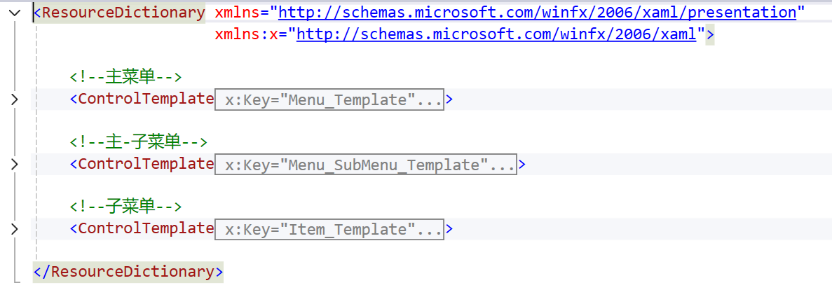 <ResourceDictionary xmlns="http://schemas.microsoft.com/winfx/2006/xaml/presentation"
xmlns:x="http://schemas.microsoft.com/winfx/2006/xaml">
<!--主菜单-->
<ControlTemplate x:Key="Menu_Template"...>
<!--主-子菜单-->
<ControlTemplate x:Key="Menu_SubMenu_Template"...>
<!--子菜单-->
<ControlTemplate x:Key="Item_Template"...>
</ResourceDictionary>